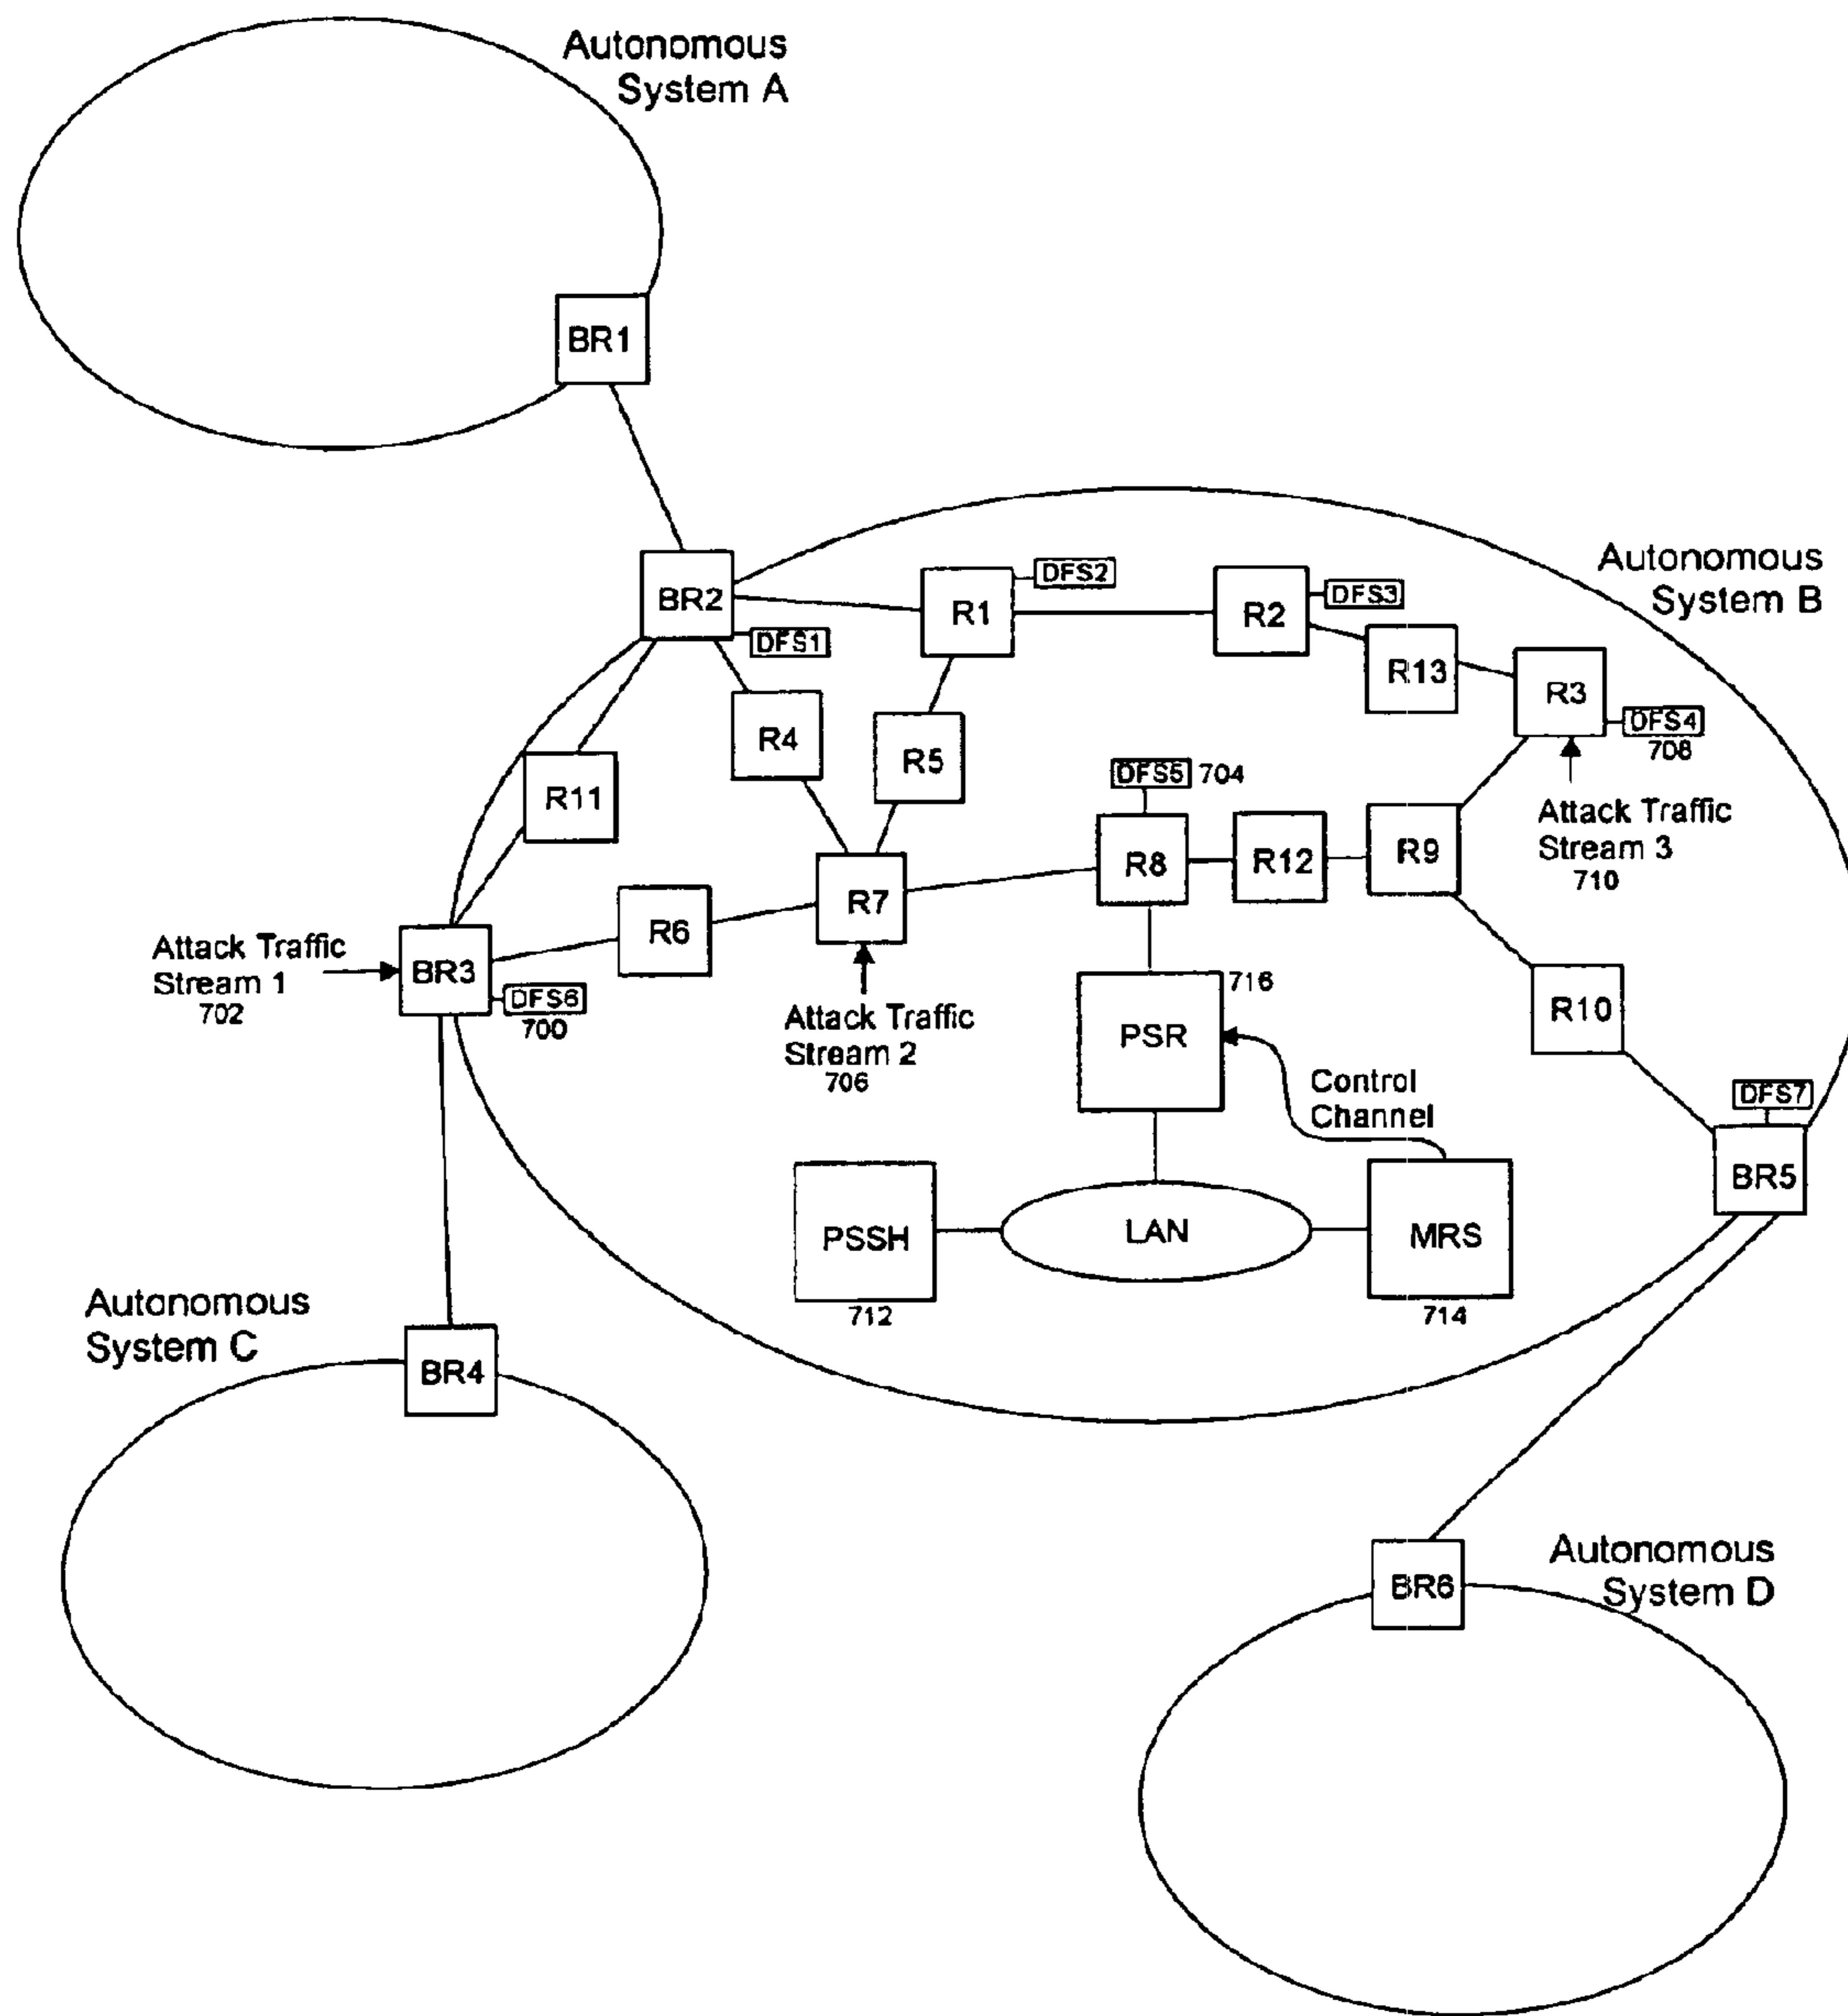 Autonomous
System A
BR1
Autonomous
System B
BR2
DFS1
R1
DFS2
R2
DFS3
R13
R3
DFS4
708
R4
R5
R11
DFS5
704
R8
R12
R9
Attack Traffic
Stream 3
710
R7
R6
Attack Traffic
Stream 1
702
BR3
DFS6
700
Attack Traffic
Stream 2
706
716
PSR
R10
Control
Channel
DFS7
BR5
PSSH
712
LAN
MRS
714
Autonomous
System C
BR4
BR6
Autonomous
System D